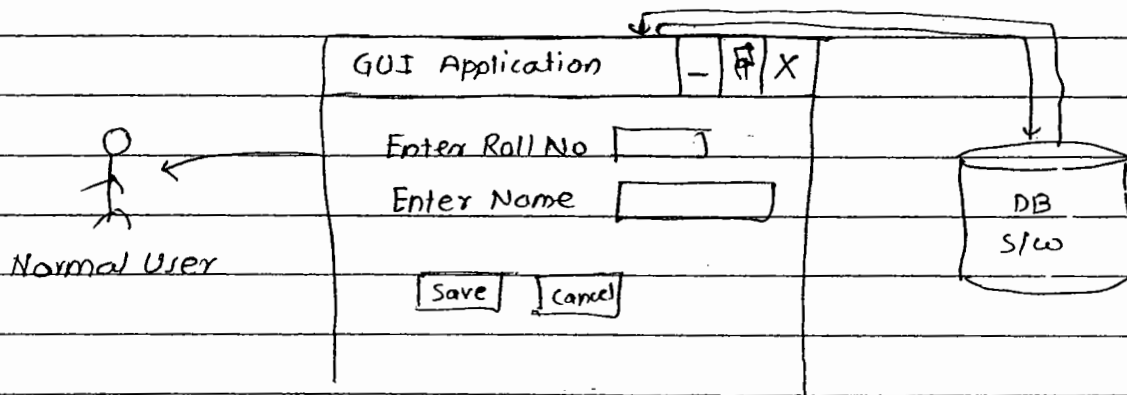 GUI Application - X
Enter Roll No
Enter Name
Normal User
Save Cancel
DB
S/W